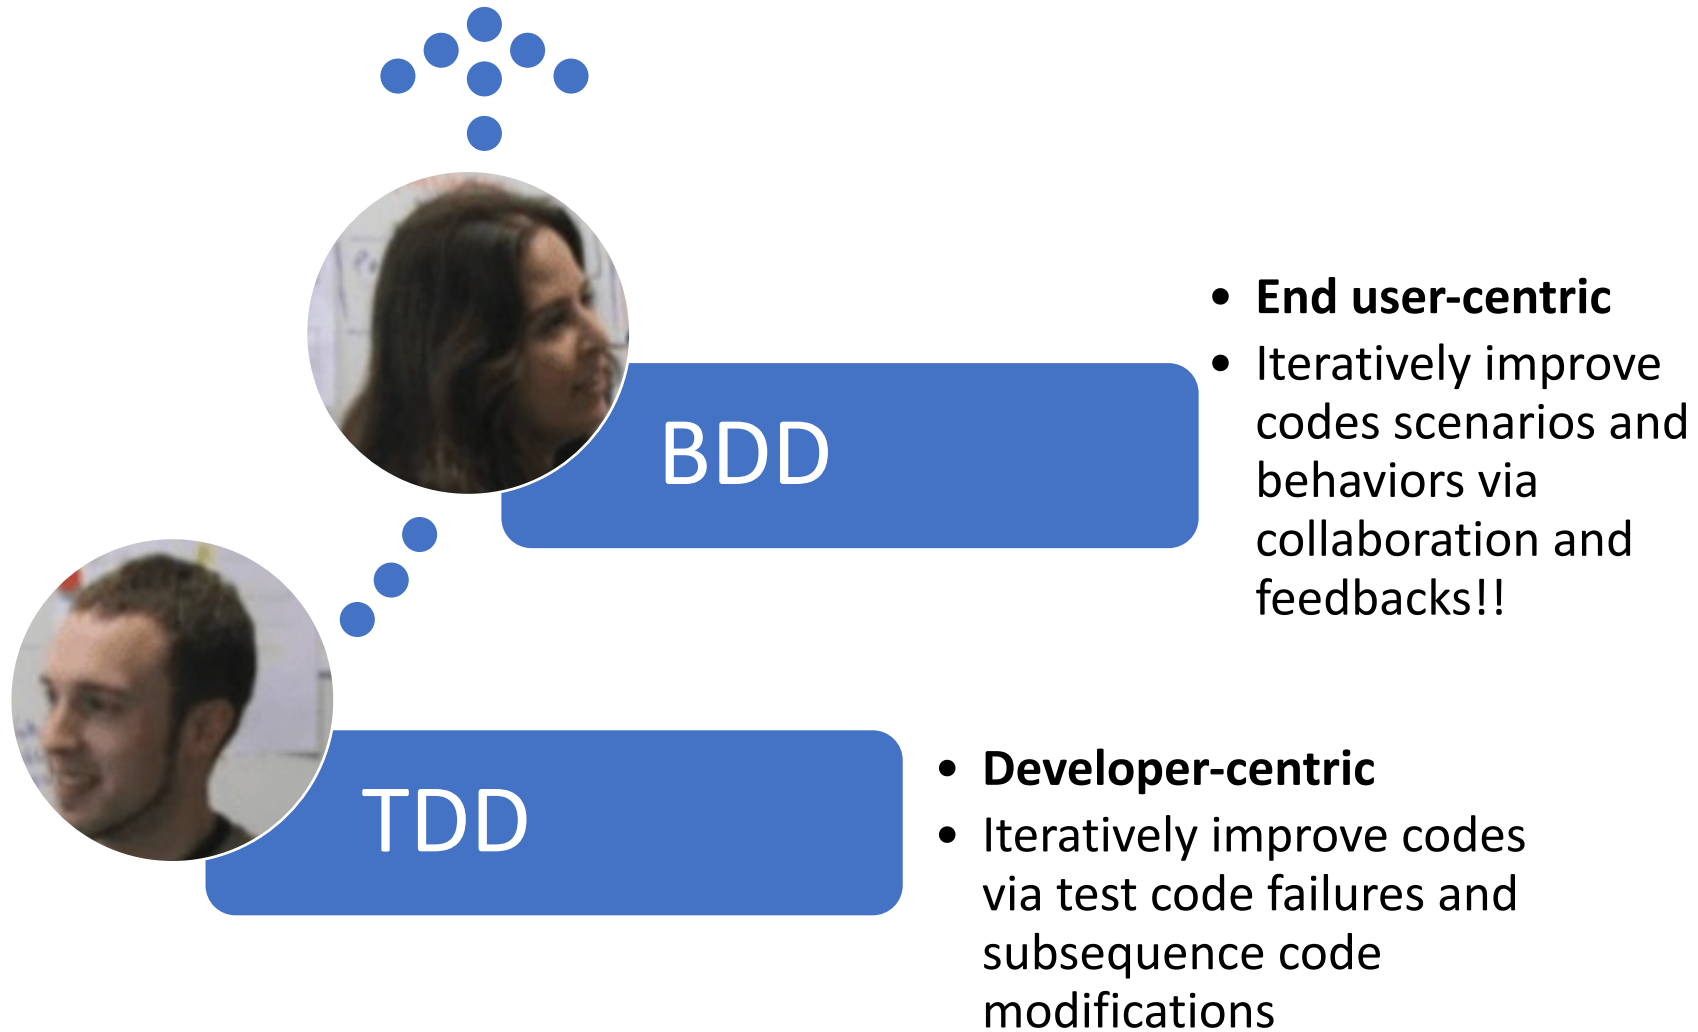 BDD
• End user-centric
• Iteratively improve
codes scenarios and
behaviors via
collaboration and
feedbacks!!
TDD
• Developer-centric
• Iteratively improve codes
via test code failures and
subsequence code
modifications